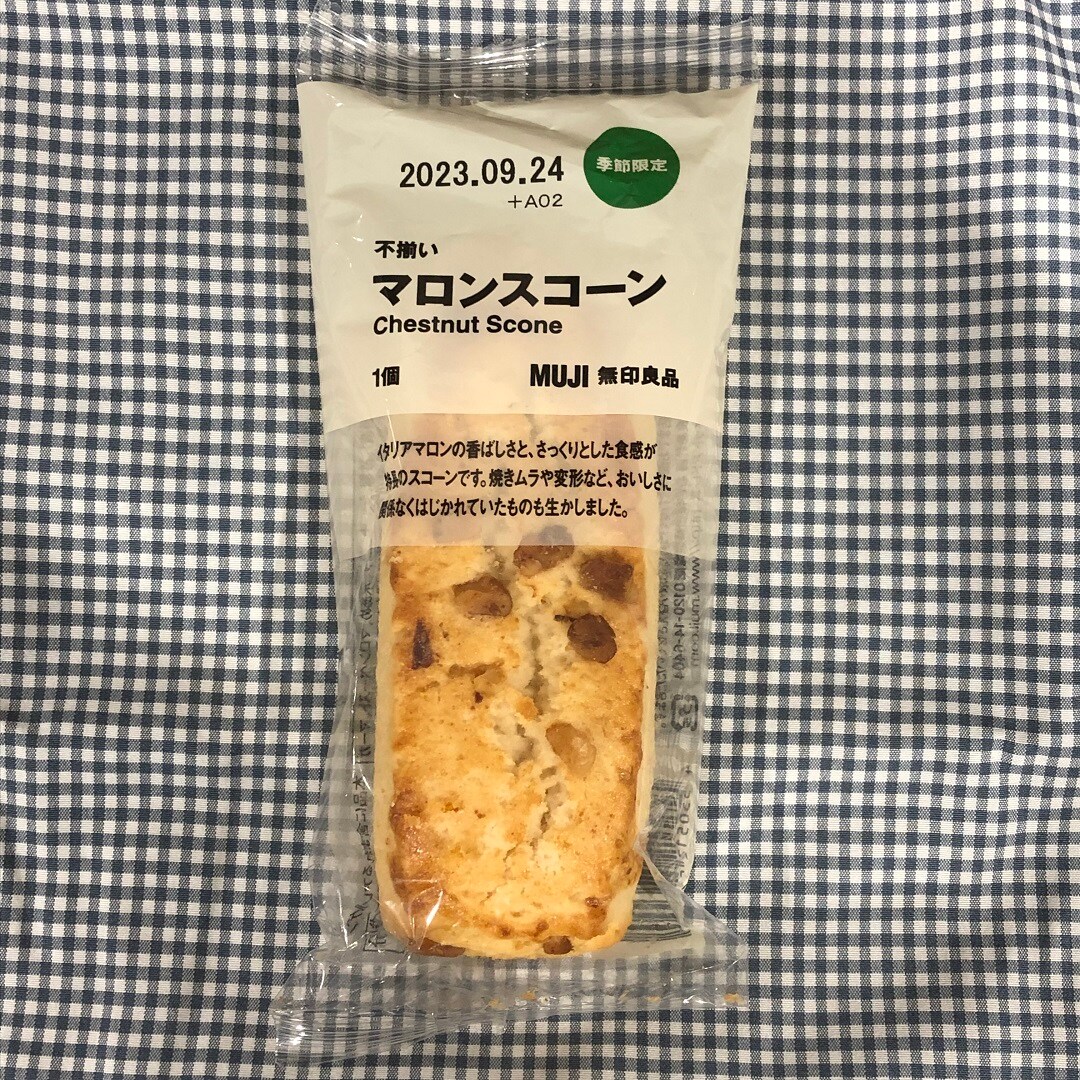 2023.09.24
季節限定
+A02
不揃い
マロンスコーン
Chestnut Scone
1個
MUJI 無印良品
イタリアマロンの香ばしさと、さっくりとした食感が
特長のスコーンです。焼きムラや変形など、おいしさに
関係なくはじかれていたものも生かしました。